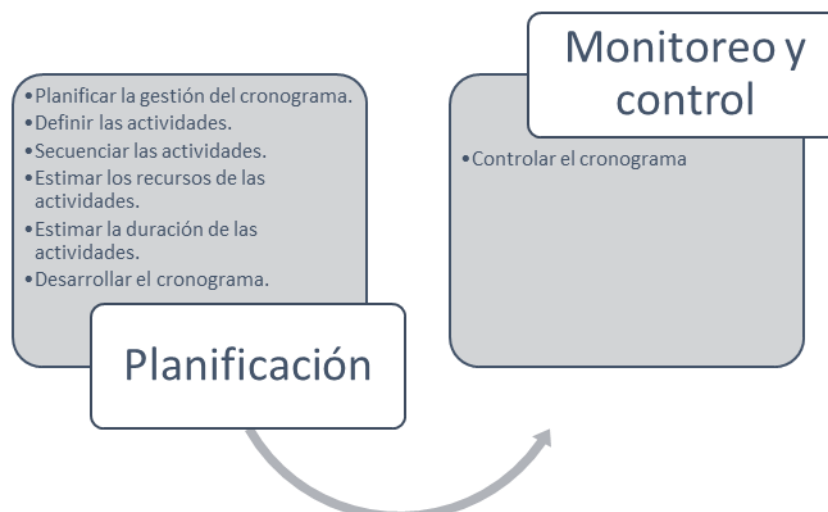 •Planificar la gestión del cronograma.
•Definir las actividades.
•Secuenciar las actividades.
•Estimar los recursos de las
actividades.
•Estimar la duración de las
actividades.
•Desarrollar el cronograma.
Planificación
Monitoreo y
control
•Controlar el cronograma